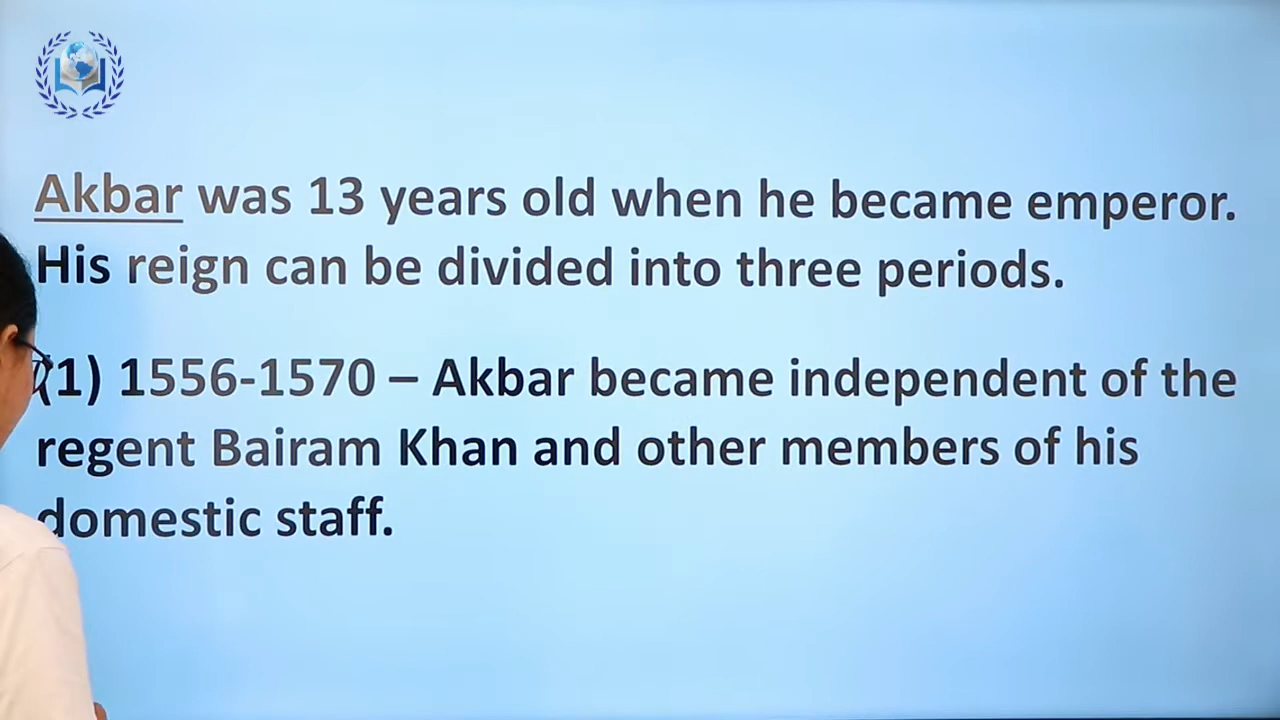 Akbar was 13 years old when he became emperor.
His reign can be divided into three periods.
(1) 1556-1570 – Akbar became independent of the
regent Bairam Khan and other members of his
domestic staff.